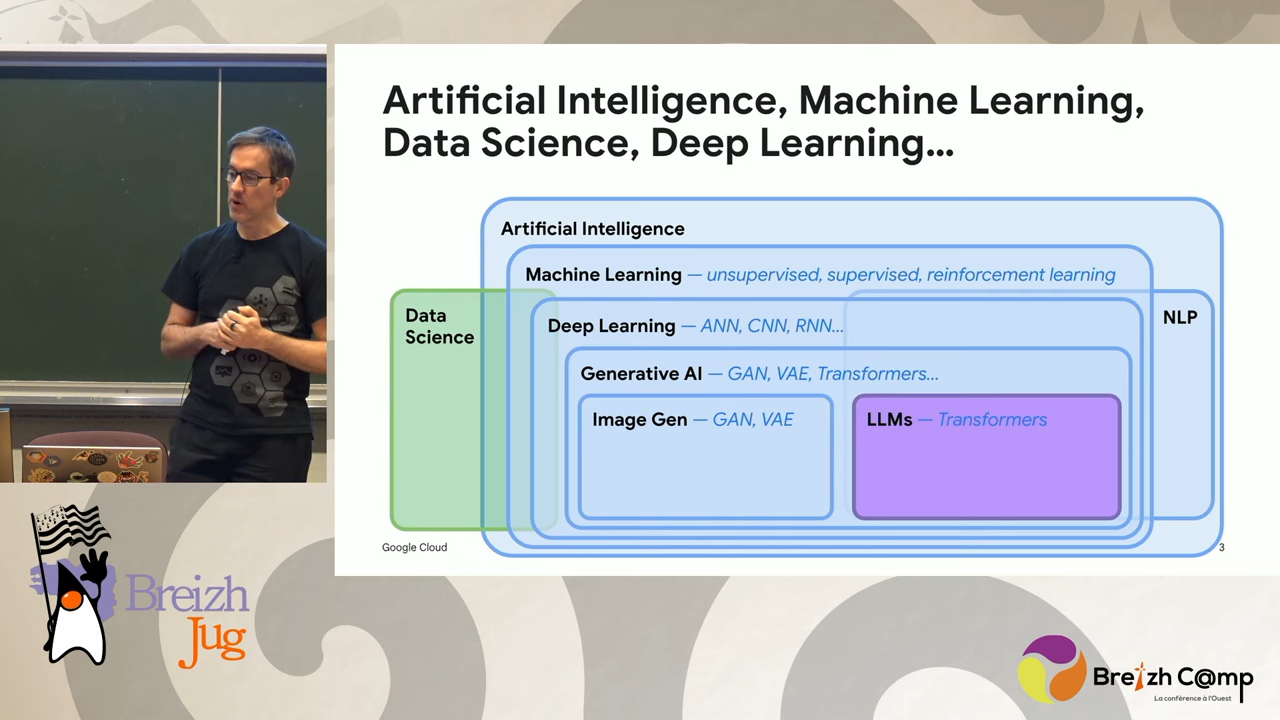 Artificial Intelligence, Machine Learning,
Data Science, Deep Learning...
Artificial Intelligence
Machine Learning — unsupervised, supervised, reinforcement learning
Data
Science
Deep Learning — ANN, CNN, RNN...
NLP
Generative AI — GAN, VAE, Transformers...
Image Gen — GAN, VAE
LLMs — Transformers
Google Cloud
3
Breizh
Jug
Breizh C@mp
La conférence à l'Ouest